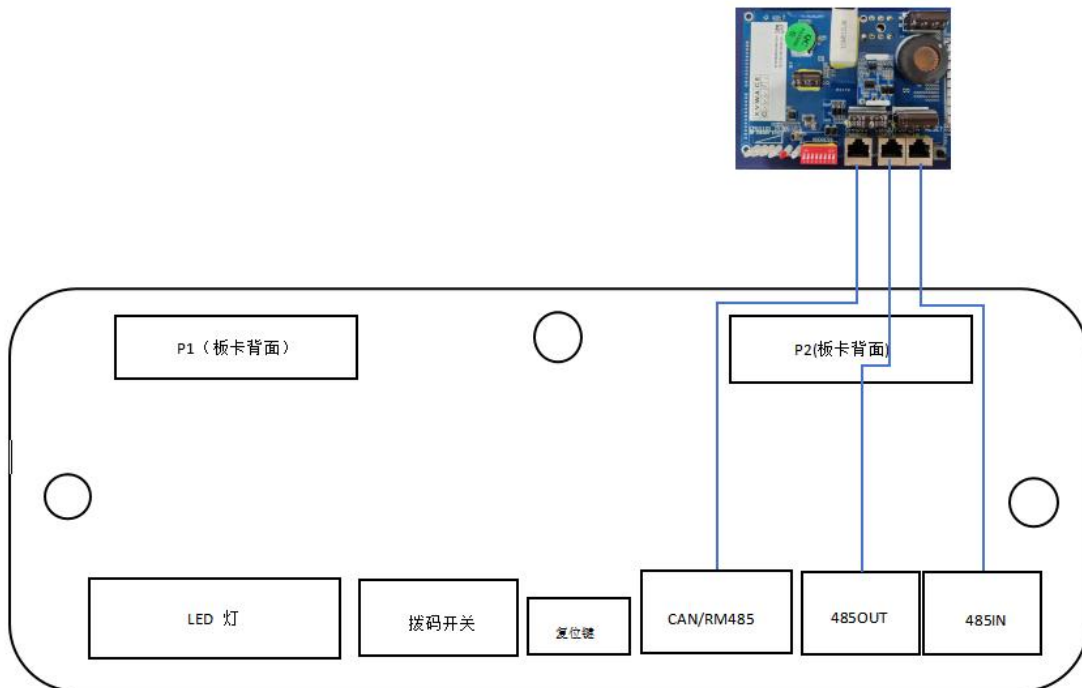 P1（板卡背面）
P2(板卡背面)
LED 灯
拨码开关
复位键
CAN/RM485
485OUT
485IN